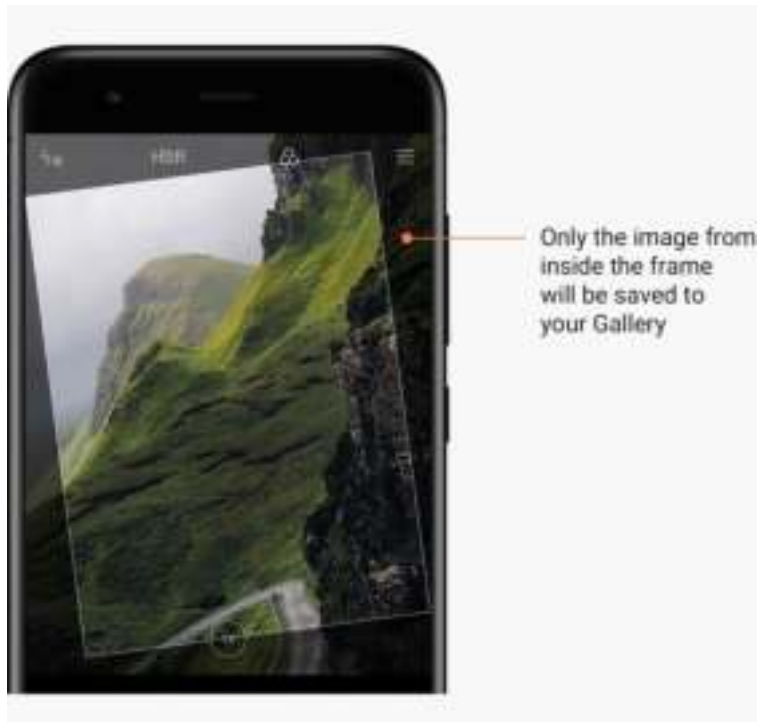 HDR
Only the image from
inside the frame
will be saved to
your Gallery